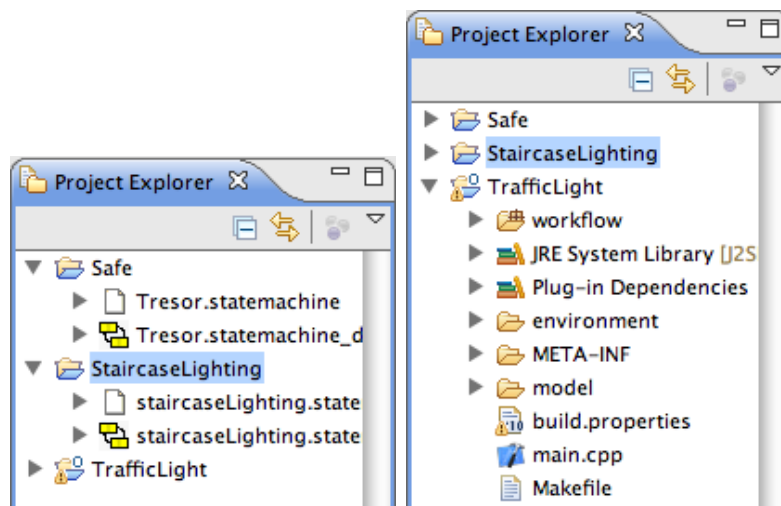 Project Explorer
Safe
Tresor.statemachine
Tresor.statemachine_d
StaircaseLighting
staircaseLighting.state
staircaseLighting.state
TrafficLight
Project Explorer
Safe
StaircaseLighting
TrafficLight
workflow
JRE System Library [J2S
Plug-in Dependencies
environment
META-INF
model
build.properties
main.cpp
Makefile